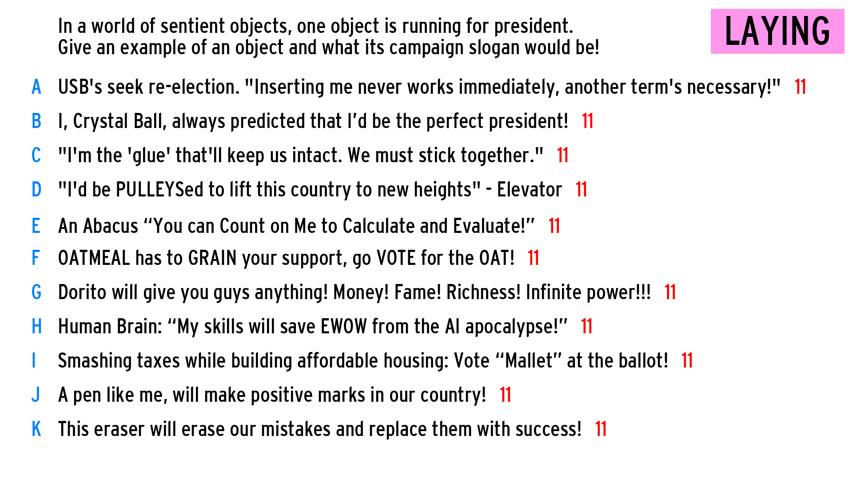 In a world of sentient objects, one object is running for president.
LAYING
Give an example of an object and what its campaign slogan would be!
A USB's seek re-election. "Inserting me never works immediately, another term's necessary!" 11
B I, Crystal Ball, always predicted that I’d be the perfect president! 11
C "I'm the 'glue' that'll keep us intact. We must stick together." 11
D "I'd be PULLEYSed to lift this country to new heights" - Elevator 11
E An Abacus “You can Count on Me to Calculate and Evaluate!” 11
F OATMEAL has to GRAIN your support, go VOTE for the OAT! 11
G Dorito will give you guys anything! Money! Fame! Richness! Infinite power!!! 11
H Human Brain: “My skills will save EWOW from the AI apocalypse!” 11
I Smashing taxes while building affordable housing: Vote “Mallet” at the ballot! 11
J A pen like me, will make positive marks in our country! 11
K This eraser will erase our mistakes and replace them with success! 11